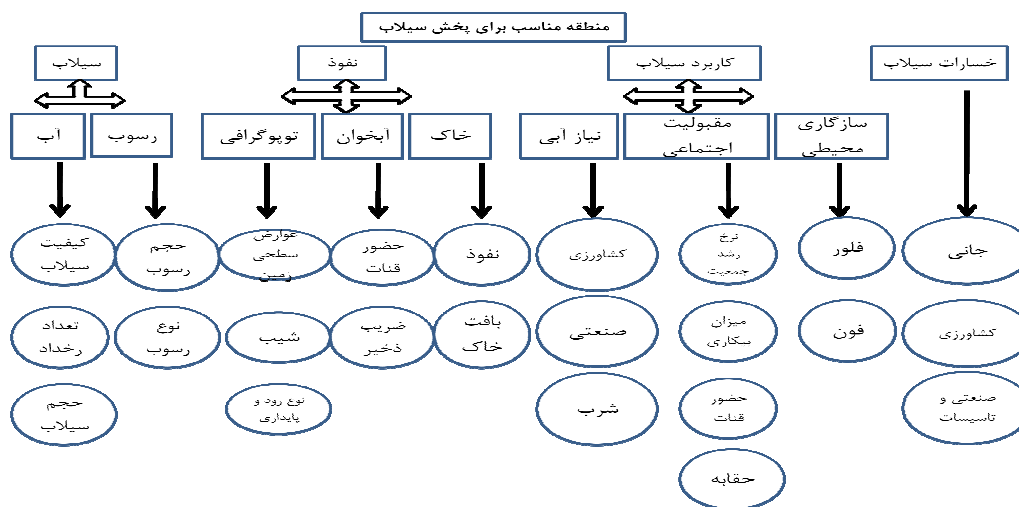 منطقه مناسب برای پخش سیلاب
خسارات سیلاب
کاربرد سیلاب
نفوذ
سیلاب
سازگاری
محیطی
مقبولیت
اجتماعی
نیاز آبی
خاک
آبخوان
توپوگرافی
رسوب
آب
جانی
کشاورزی
صنعتی و
تاسیسات
فلور
فون
نرخ
رشد
جمعیت
میزان
سکاری
حضور
قنات
حقابه
کشاورزی
صنعتی
شرب
نفوذ
بافت
خاک
حضور
قنات
ضریب
ذخیر
عوارض
سطحی
زمین
شیب
نوع رود و
پایداری
حجم
رسوب
نوع
رسوب
کیفیت
سیلاب
تعداد
رخداد
حجم
سیلاب